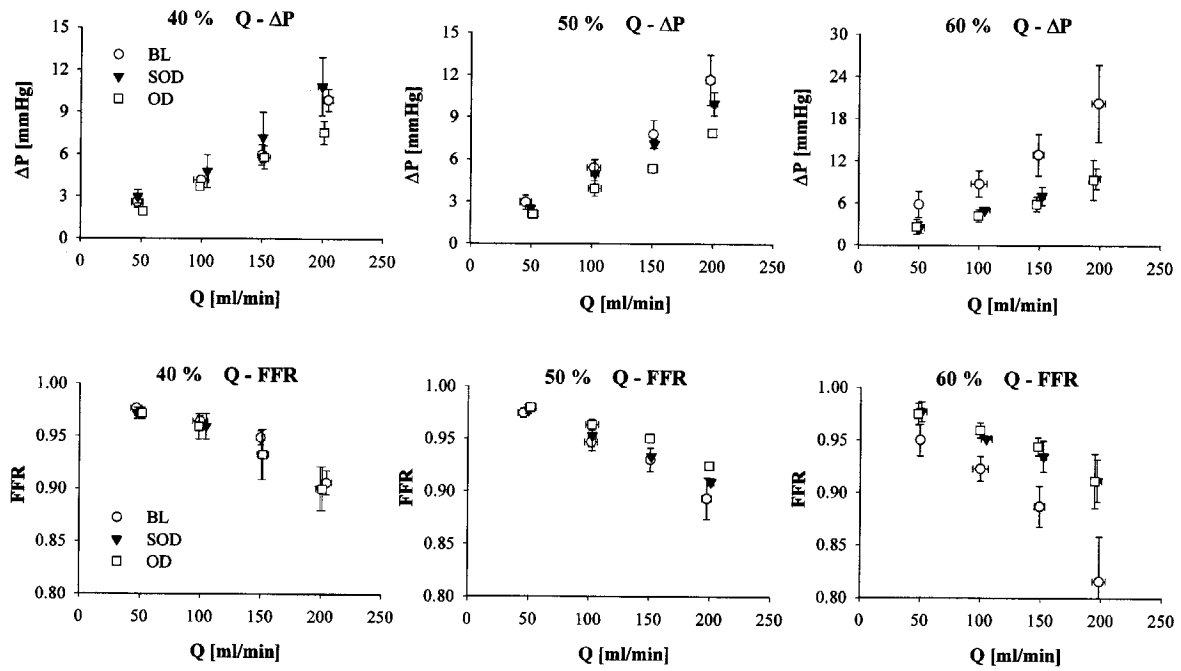 40 % Q - ΔP
50 % Q - ΔP
60 % Q - ΔP
ΔP [mmHg]
15
12
9
6
3
0
BL
SOD
OD
0 50 100 150 200 250
Q [ml/min]
ΔP [mmHg]
15
12
9
6
3
0
0 50 100 150 200 250
Q [ml/min]
ΔP [mmHg]
30
24
18
12
6
0
0 50 100 150 200 250
Q [ml/min]
40 % Q - FFR
50 % Q - FFR
60 % Q - FFR
FFR
1.00
0.95
0.90
0.85
0.80
BL
SOD
OD
0 50 100 150 200 250
Q [ml/min]
FFR
1.00
0.95
0.90
0.85
0.80
0 50 100 150 200 250
Q [ml/min]
FFR
1.00
0.95
0.90
0.85
0.80
0 50 100 150 200 250
Q [ml/min]